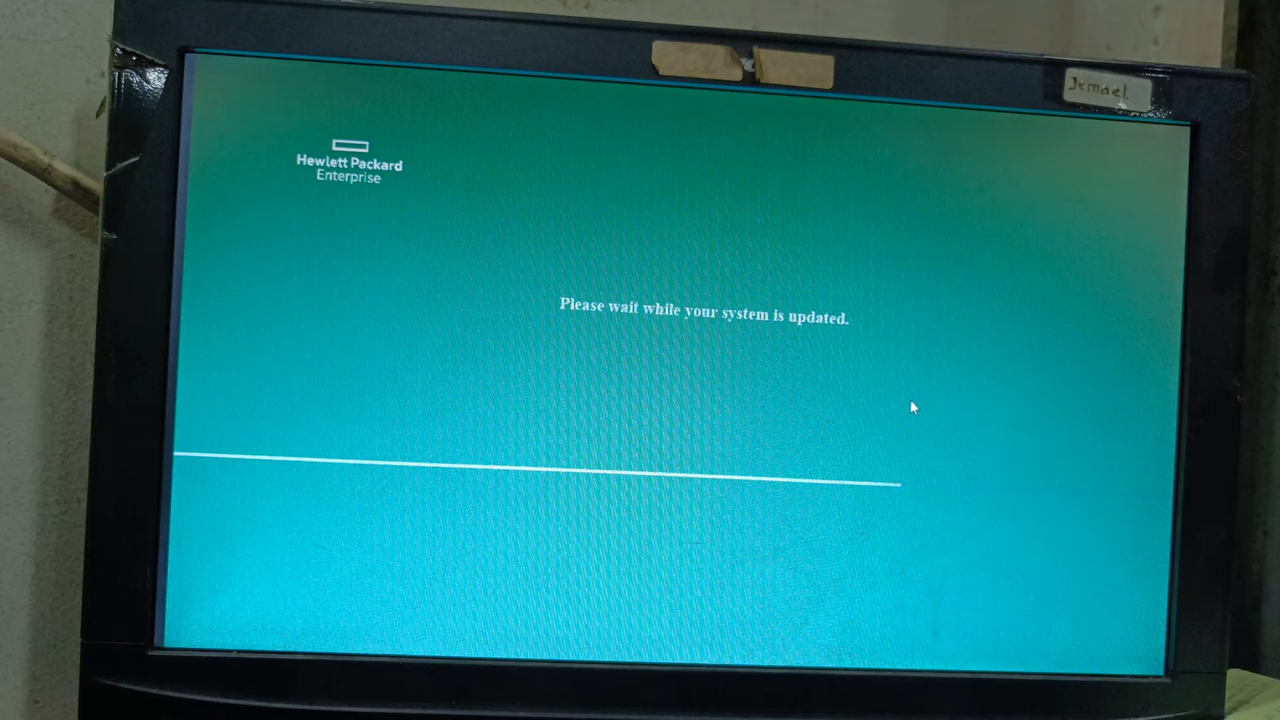 Jemael.
Hewlett Packard
Enterprise
Please wait while your system is updated.